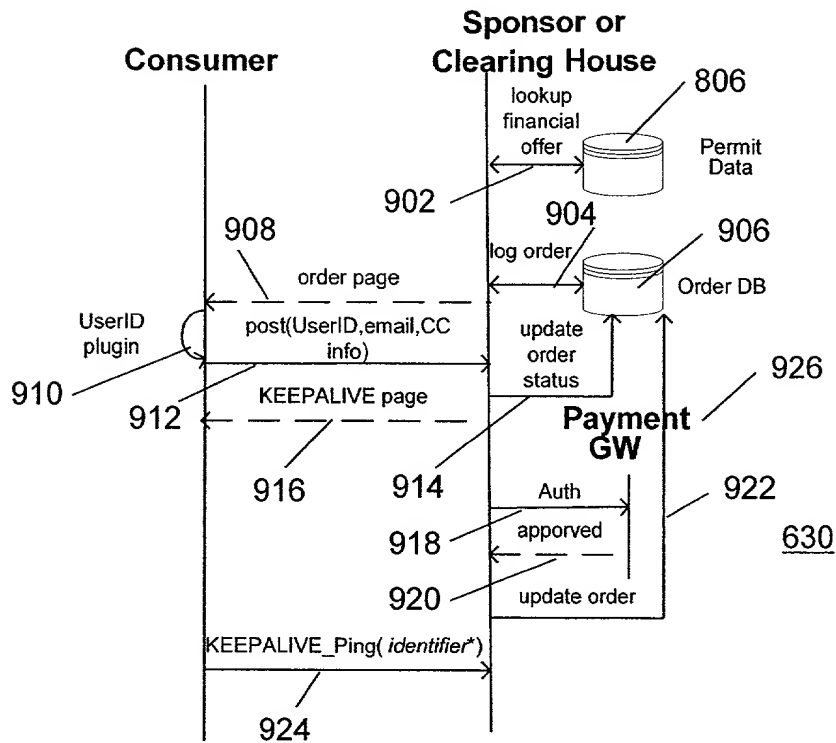 Sponsor or
Consumer
Clearing House
lookup
financial
offer
806
Permit
Data
902
904
908
log order
906
order page
Order DB
UserID
plugin
post(UserID,email,CC
info)
update
order
status
910
912
KEEPALIVE page
926
Payment
GW
916
914
922
Auth
918
apporved
630
920
update order
KEEPALIVE_Ping( identifier*)
924